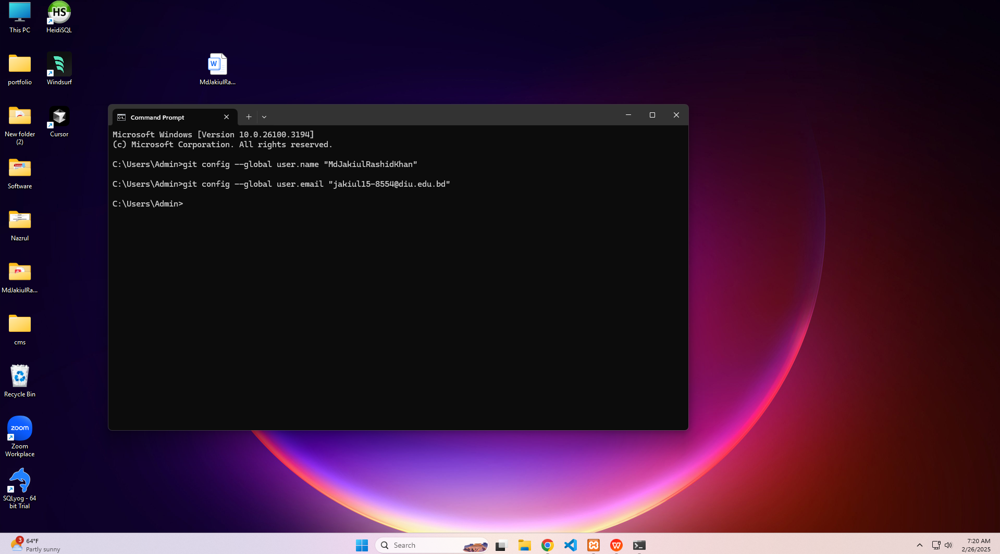 This PC
HS
HeidiSQL
portfolio
Windsurf
W
MdJakiulRa...
New folder
(2)
Cursor
Software
Nazrul
MdJakiulRa...
cms
Recycle Bin
zoom
Zoom
Workplace
SQLyog - 64
bit Trial
Command Prompt
Microsoft Windows [Version 10.0.26100.3194]
(c) Microsoft Corporation. All rights reserved.
C:\Users\Admin>git config --global user.name "MdJakiulRashidKhan"
C:\Users\Admin>git config --global user.email "jakiul15-8554@diu.edu.bd"
C:\Users\Admin>
3
64°F
Partly sunny
Search
7:20 AM
2/26/2025